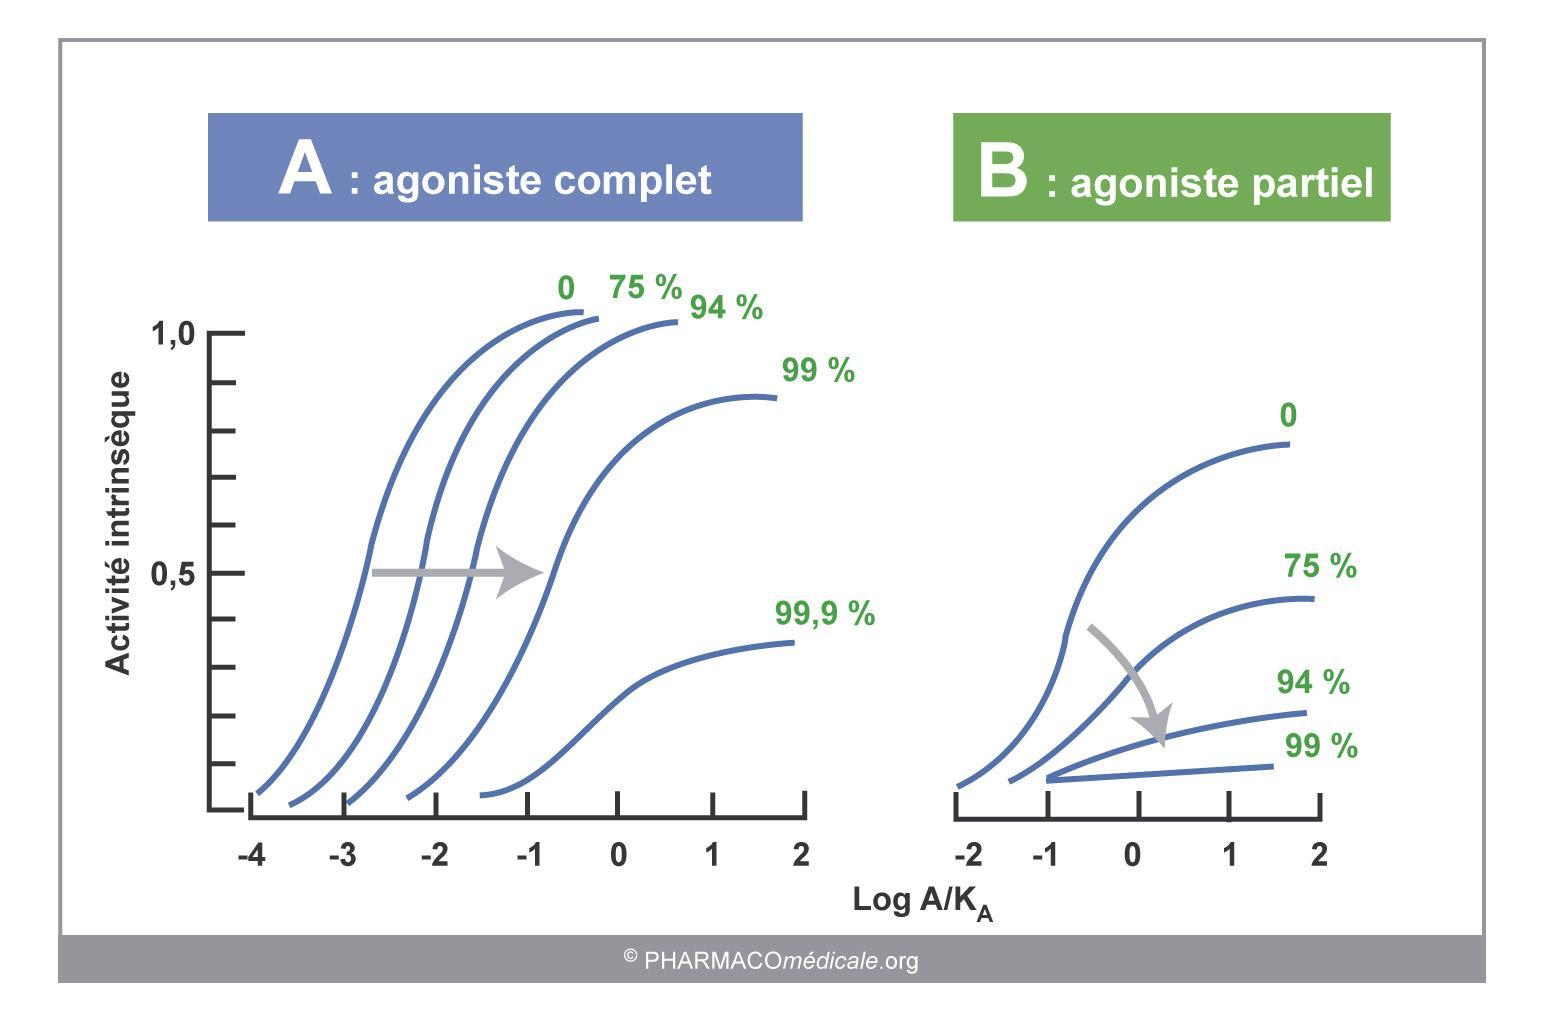 A : agoniste complet
B : agoniste partiel
0
75 %
94 %
99 %
99,9 %
1,0
0,5
Activité intrinsèque
-4 -3 -2 -1 0 1 2
0
75 %
94 %
99 %
-2 -1 0 1 2
Log A/KA
© PHARMACOmédicale.org